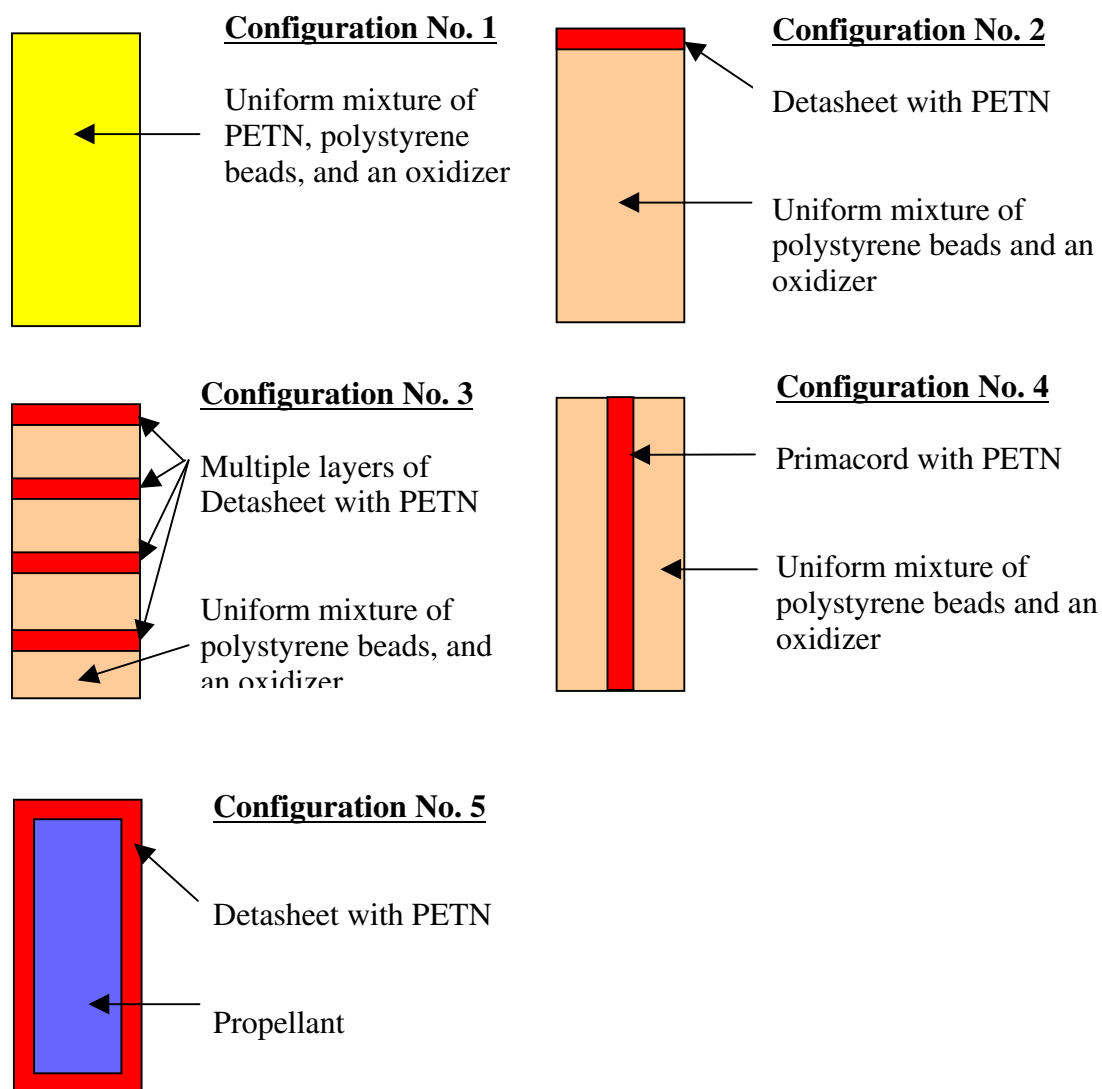 Configuration No. 1
Uniform mixture of
PETN, polystyrene
beads, and an oxidizer
Configuration No. 2
Detasheet with PETN
Uniform mixture of
polystyrene beads and an
oxidizer
Configuration No. 3
Multiple layers of
Detasheet with PETN
Uniform mixture of
polystyrene beads, and
an oxidizer
Configuration No. 4
Primacord with PETN
Uniform mixture of
polystyrene beads and an
oxidizer
Configuration No. 5
Detasheet with PETN
Propellant